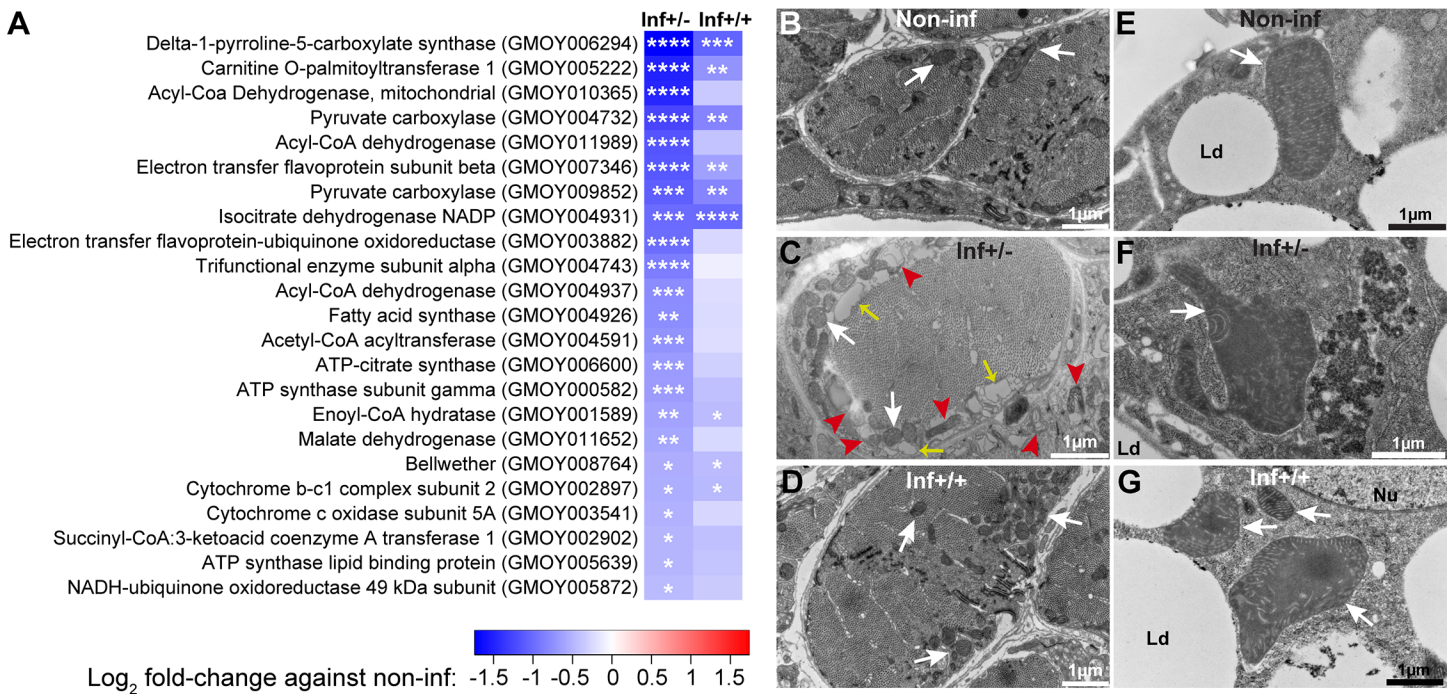 A
Inf+/- Inf+/+
Delta-1-pyrroline-5-carboxylate synthase (GMOY006294) **** ***
Carnitine O-palmitoyltransferase 1 (GMOY005222) **** **
Acyl-Coa Dehydrogenase, mitochondrial (GMOY010365) ****
Pyruvate carboxylase (GMOY004732) **** **
Acyl-CoA dehydrogenase (GMOY011989) ****
Electron transfer flavoprotein subunit beta (GMOY007346) **** **
Pyruvate carboxylase (GMOY009852) *** **
Isocitrate dehydrogenase NADP (GMOY004931) *** ****
Electron transfer flavoprotein-ubiquinone oxidoreductase (GMOY003882) ****
Trifunctional enzyme subunit alpha (GMOY004743) ****
Acyl-CoA dehydrogenase (GMOY004937) ***
Fatty acid synthase (GMOY004926) **
Acetyl-CoA acyltransferase (GMOY004591) ***
ATP-citrate synthase (GMOY006600) ***
ATP synthase subunit gamma (GMOY000582) ***
Enoyl-CoA hydratase (GMOY001589) ** *
Malate dehydrogenase (GMOY011652) **
Bellwether (GMOY008764) * *
Cytochrome b-c1 complex subunit 2 (GMOY002897) * *
Cytochrome c oxidase subunit 5A (GMOY003541) *
Succinyl-CoA:3-ketoacid coenzyme A transferase 1 (GMOY002902) *
ATP synthase lipid binding protein (GMOY005639) *
NADH-ubiquinone oxidoreductase 49 kDa subunit (GMOY005872) *
Log2 fold-change against non-inf: -1.5 -1 -0.5 0 0.5 1 1.5
B
Non-inf
1µm
C
Inf+/-
1µm
D
Inf+/+
1µm
E
Non-inf
Ld
1µm
F
Inf+/-
Ld
1µm
G
Inf+/+
Nu
Ld
1µm